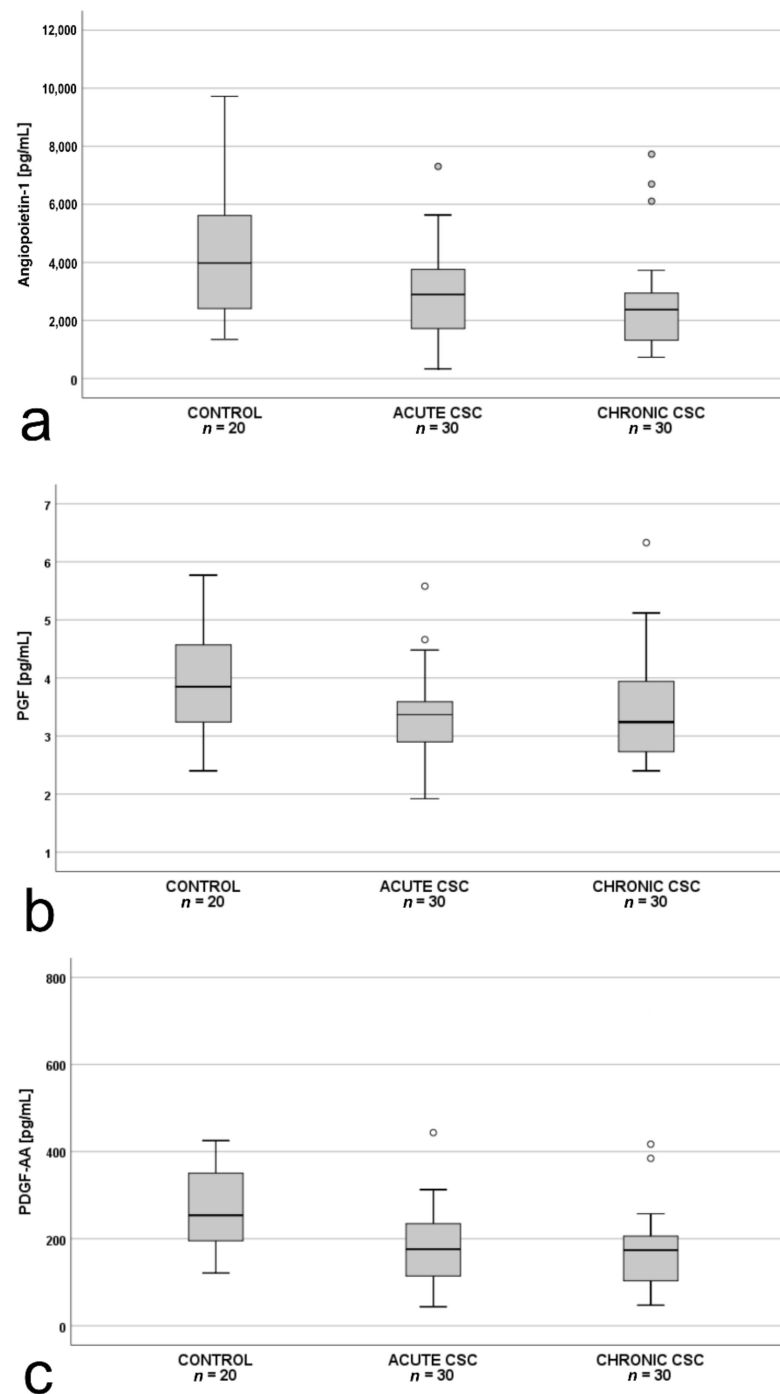 12,000
10,000
8,000
6,000
4,000
2,000
0
Angiopoietin-1 [pg/mL]
CONTROL
n = 20
ACUTE CSC
n = 30
CHRONIC CSC
n = 30
a
7
6
5
4
3
2
1
PGF [pg/mL]
CONTROL
n = 20
ACUTE CSC
n = 30
CHRONIC CSC
n = 30
b
800
600
400
200
0
PDGF-AA [pg/mL]
CONTROL
n = 20
ACUTE CSC
n = 30
CHRONIC CSC
n = 30
c